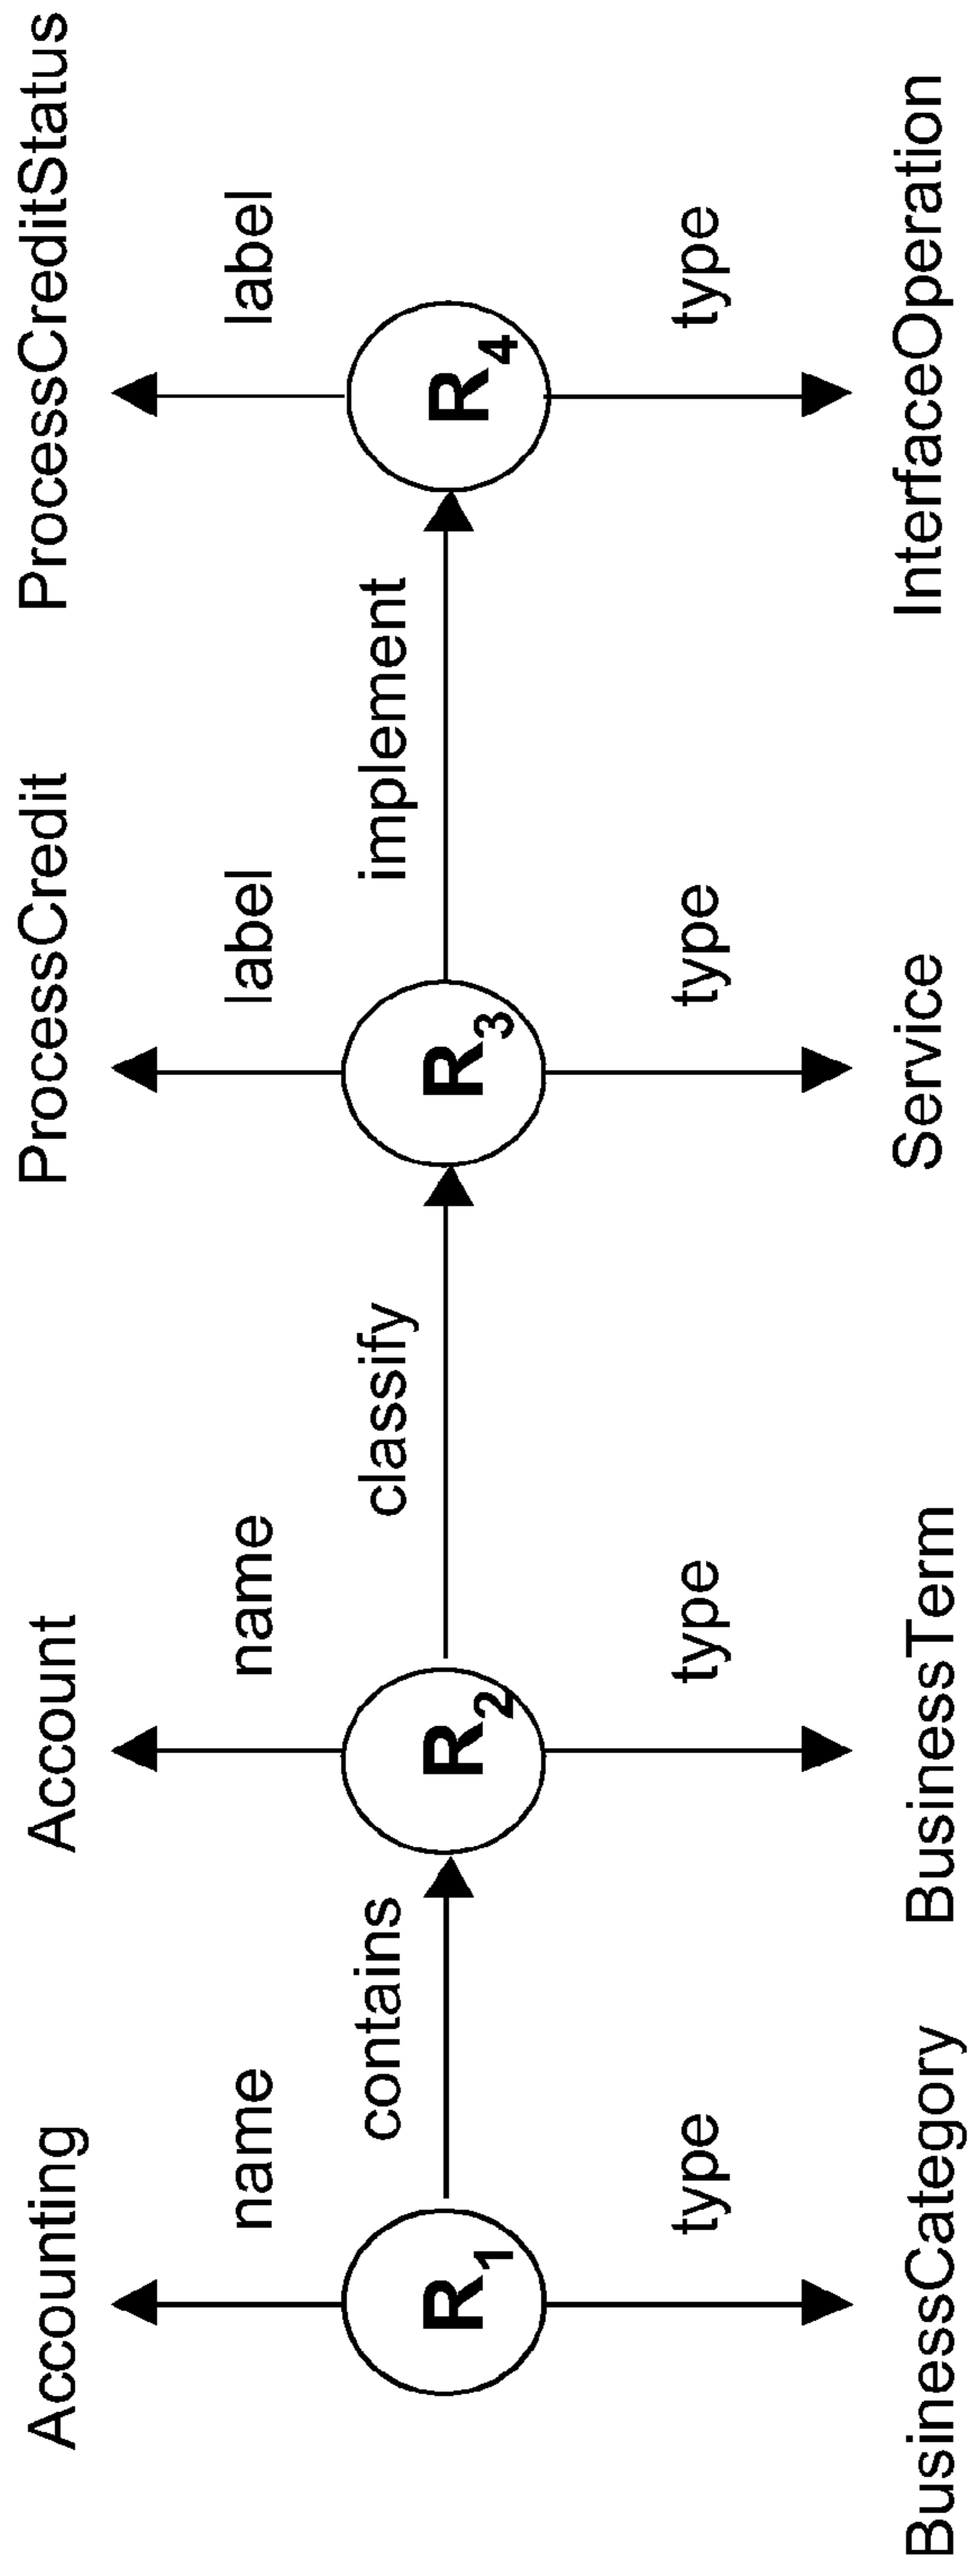 Accounting Account ProcessCredit ProcessCreditStatus
name name label label
contains classify implement
R1 R2 R3 R4
type type type type
BusinessCategory BusinessTerm Service InterfaceOperation